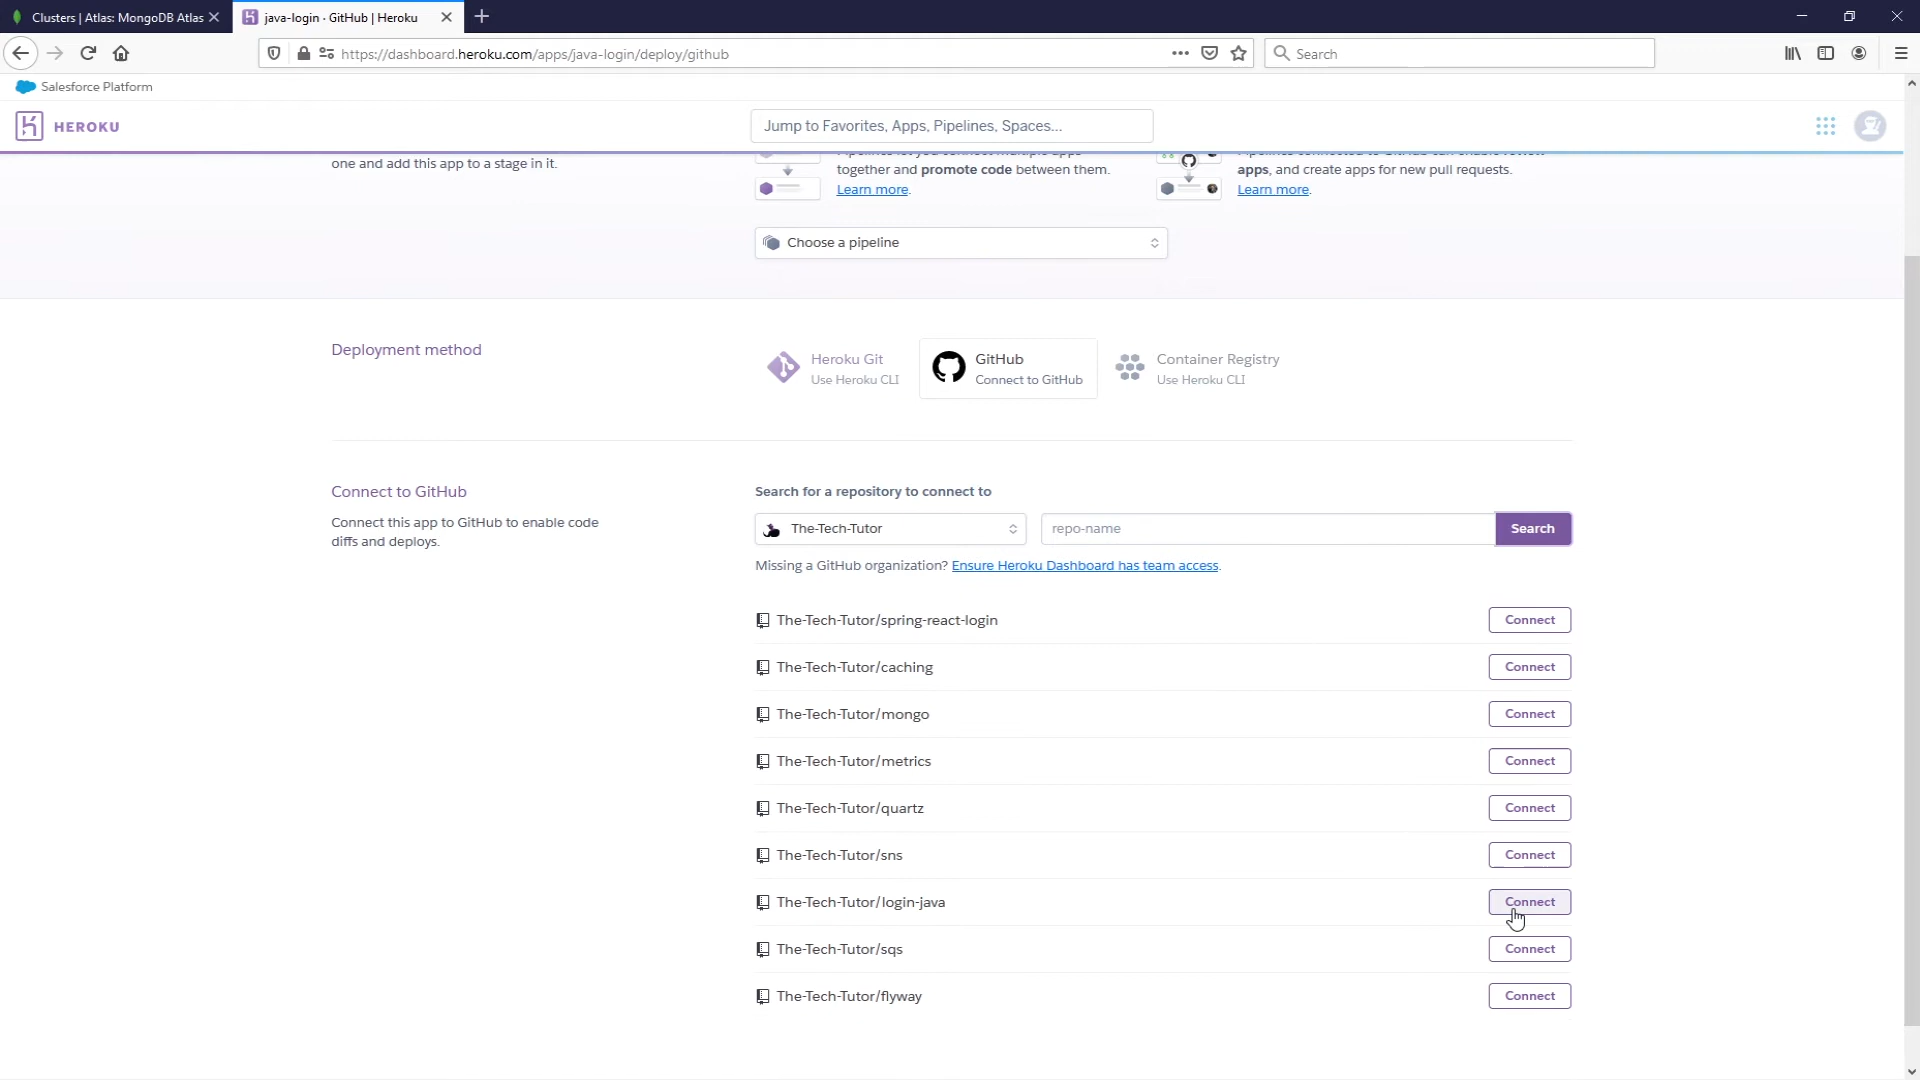 Clusters | Atlas: MongoDB Atlas
java-login · GitHub | Heroku
https://dashboard.heroku.com/apps/java-login/deploy/github
Search
Salesforce Platform
HEROKU
Jump to Favorites, Apps, Pipelines, Spaces...
one and add this app to a stage in it.
together and promote code between them.
Learn more.
apps, and create apps for new pull requests.
Learn more.
Choose a pipeline
Deployment method
Heroku Git
Use Heroku CLI
GitHub
Connect to GitHub
Container Registry
Use Heroku CLI
Connect to GitHub
Connect this app to GitHub to enable code
diffs and deploys.
Search for a repository to connect to
The-Tech-Tutor
repo-name
Search
Missing a GitHub organization? Ensure Heroku Dashboard has team access.
The-Tech-Tutor/spring-react-login
Connect
The-Tech-Tutor/caching
Connect
The-Tech-Tutor/mongo
Connect
The-Tech-Tutor/metrics
Connect
The-Tech-Tutor/quartz
Connect
The-Tech-Tutor/sns
Connect
The-Tech-Tutor/login-java
Connect
The-Tech-Tutor/sqs
Connect
The-Tech-Tutor/flyway
Connect